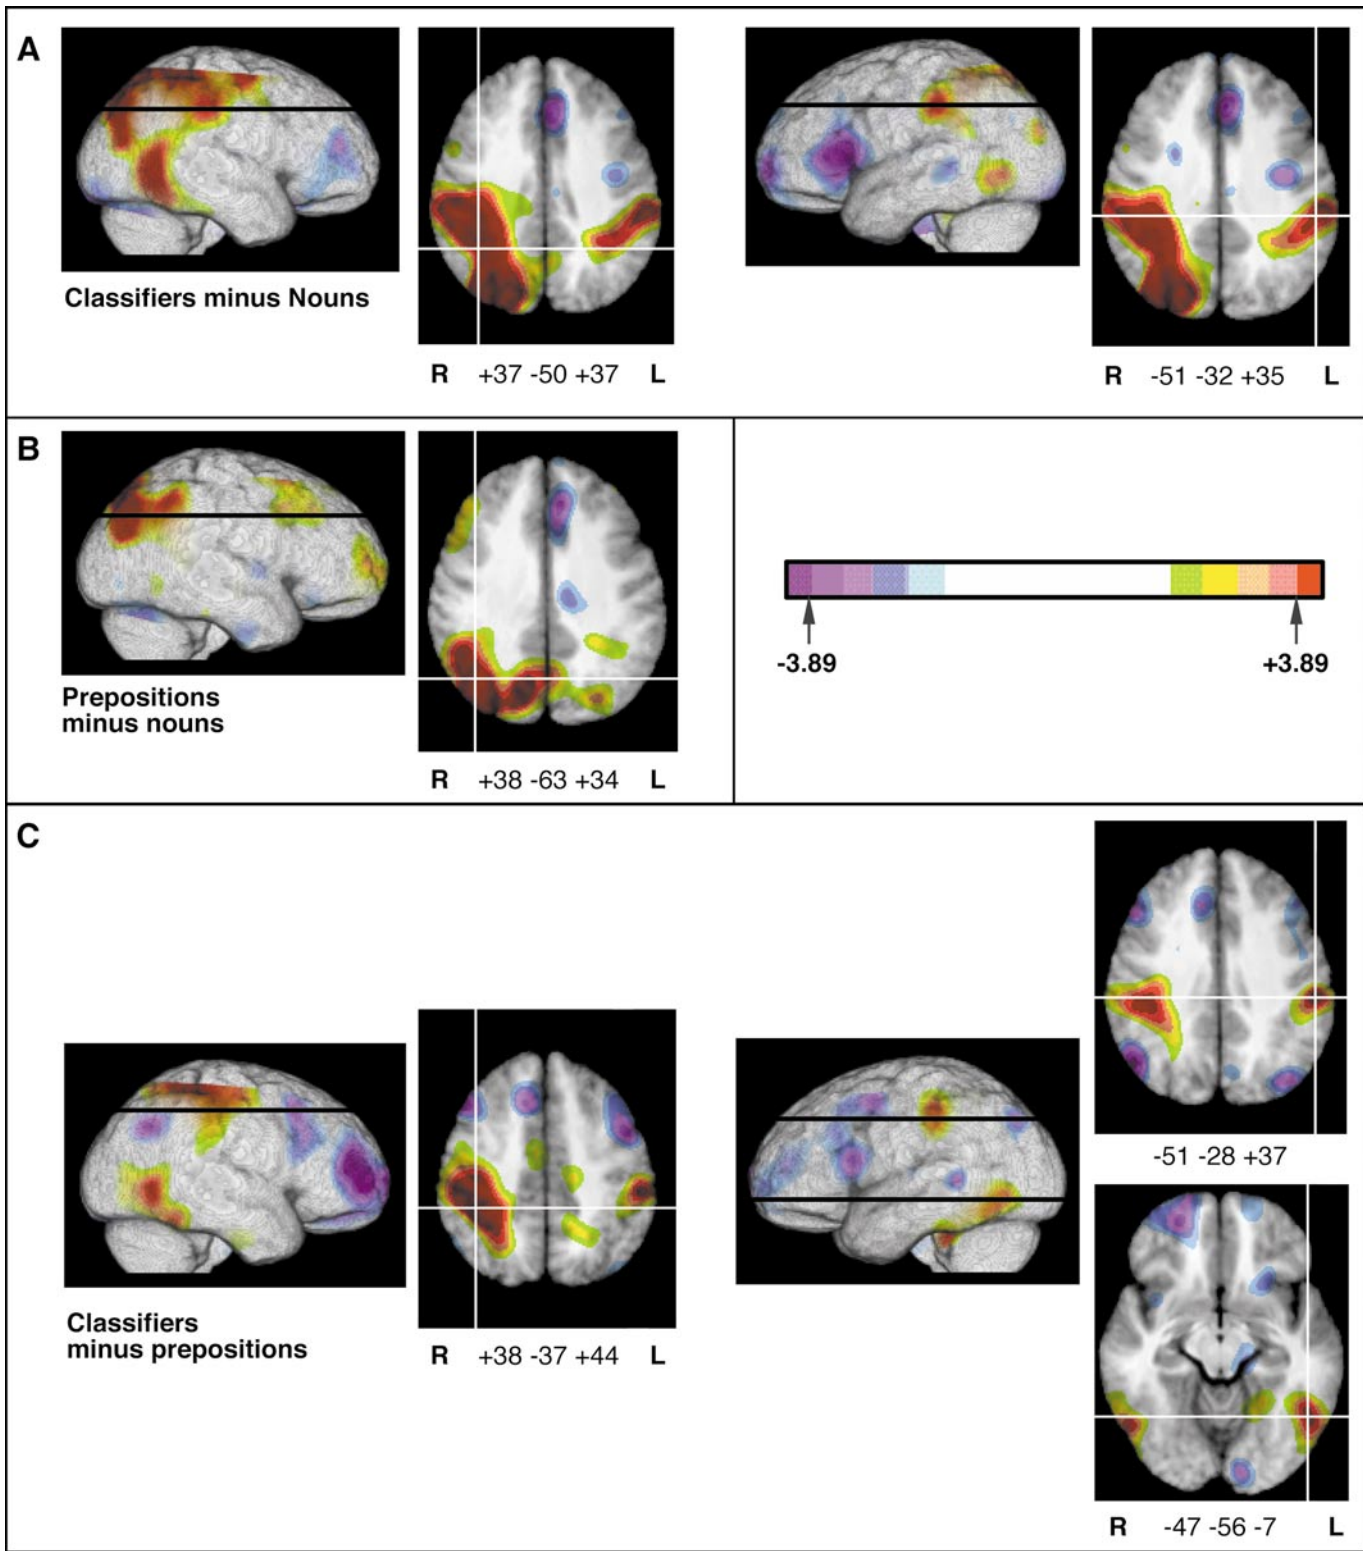 A
Classifiers minus Nouns
R +37 -50 +37 L
R -51 -32 +35 L
B
Prepositions
minus nouns
R +38 -63 +34 L
-3.89 +3.89
C
Classifiers
minus prepositions
R +38 -37 +44 L
-51 -28 +37
R -47 -56 -7 L